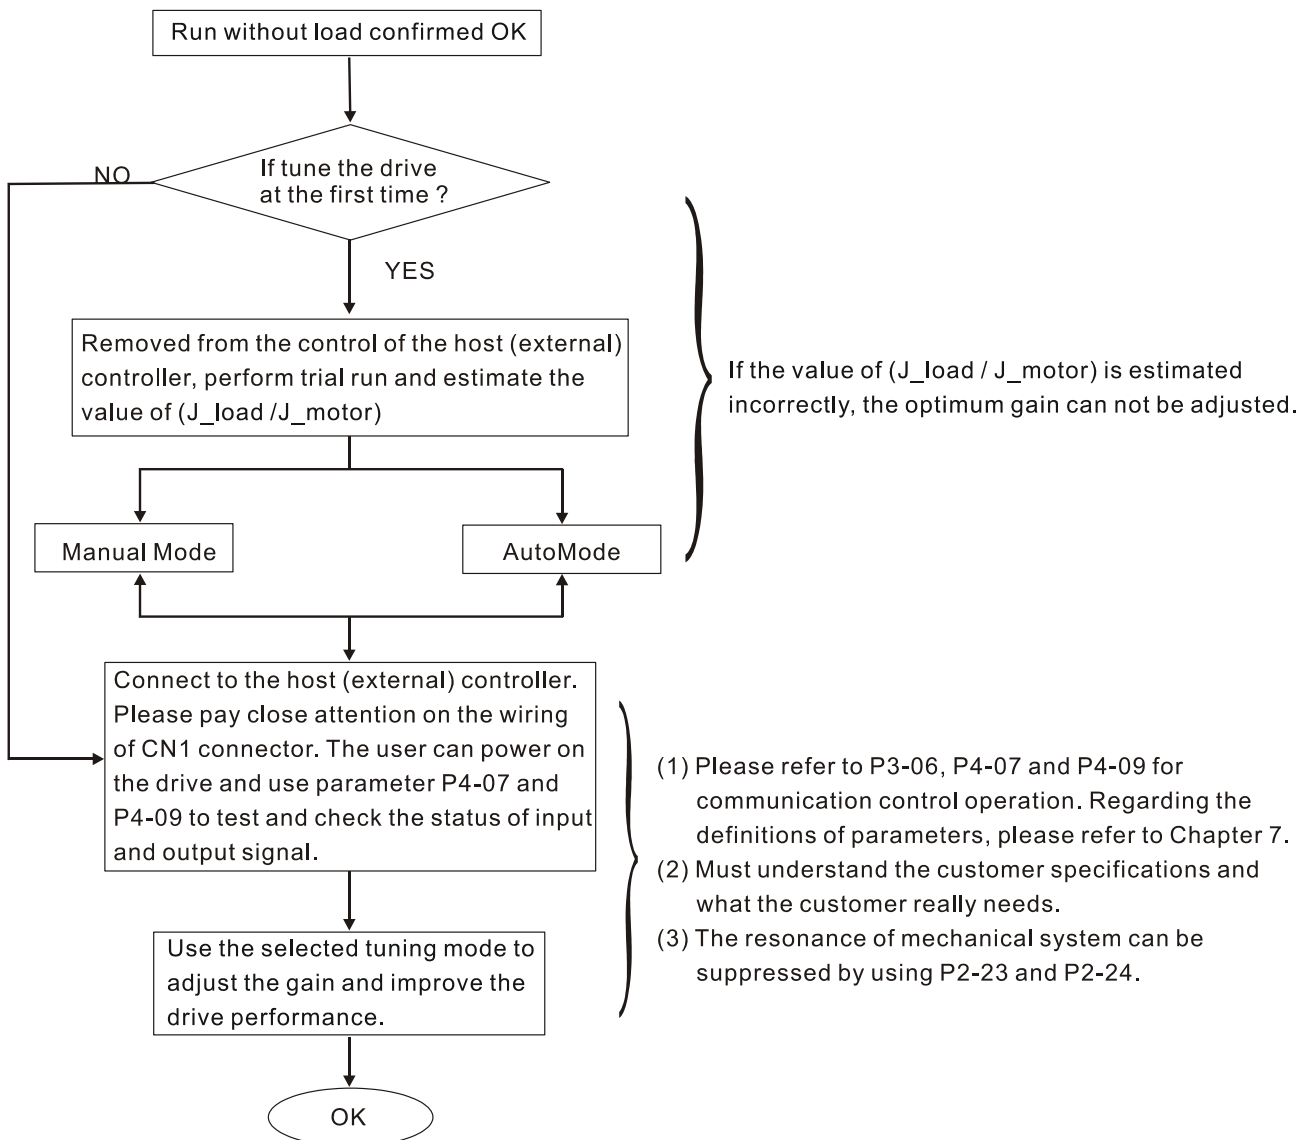 Run without load confirmed OK
NO
If tune the drive
at the first time ?
YES
Removed from the control of the host (external)
controller, perform trial run and estimate the
value of (J_load /J_motor)
If the value of (J_load / J_motor) is estimated
incorrectly, the optimum gain can not be adjusted.
Manual Mode
AutoMode
Connect to the host (external) controller.
Please pay close attention on the wiring
of CN1 connector. The user can power on
the drive and use parameter P4-07 and
P4-09 to test and check the status of input
and output signal.
(1) Please refer to P3-06, P4-07 and P4-09 for
communication control operation. Regarding the
definitions of parameters, please refer to Chapter 7.
(2) Must understand the customer specifications and
what the customer really needs.
(3) The resonance of mechanical system can be
suppressed by using P2-23 and P2-24.
Use the selected tuning mode to
adjust the gain and improve the
drive performance.
OK